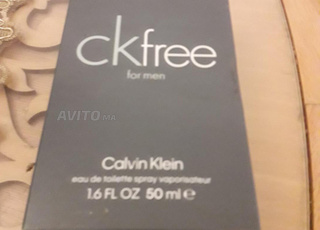 ckfree
for men
AVITO.ma
Calvin Klein
eau de toilette spray vaporisateur
1.6 FL OZ 50 ml e